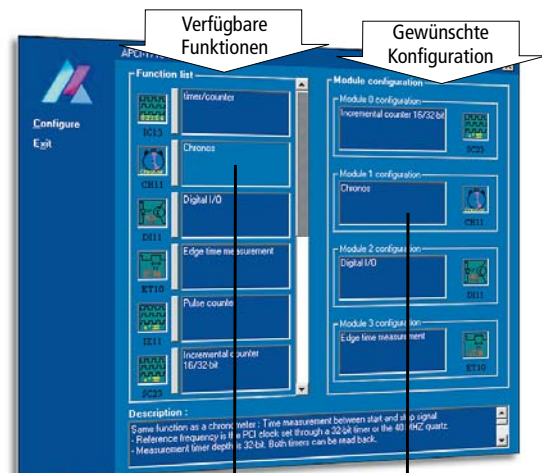 Verfügbare
Funktionen
Gewünschte
Konfiguration
Configure
Exit
Function list
timer/counter
CH11
Chronos
DI11
Digital I/O
ET10
Edge time measurement
Pulse counter
Incremental counter
16/32-bit
Module configuration
Module 0 configuration
Incremental counter 16/32 bit
Module 1 configuration
Chronos
CH11
Module 2 configuration
Digital I/O
DI11
Module 3 configuration
Edge time measurement
ET10
Description :
Same function as a chronometer : Time measurement between start and stop signal
- Reference frequency is the PCI clock set through a 32-bit timer or the 40 MHZ quartz.
- Measurement timer depth is 32-bit. Both timers can be read back.